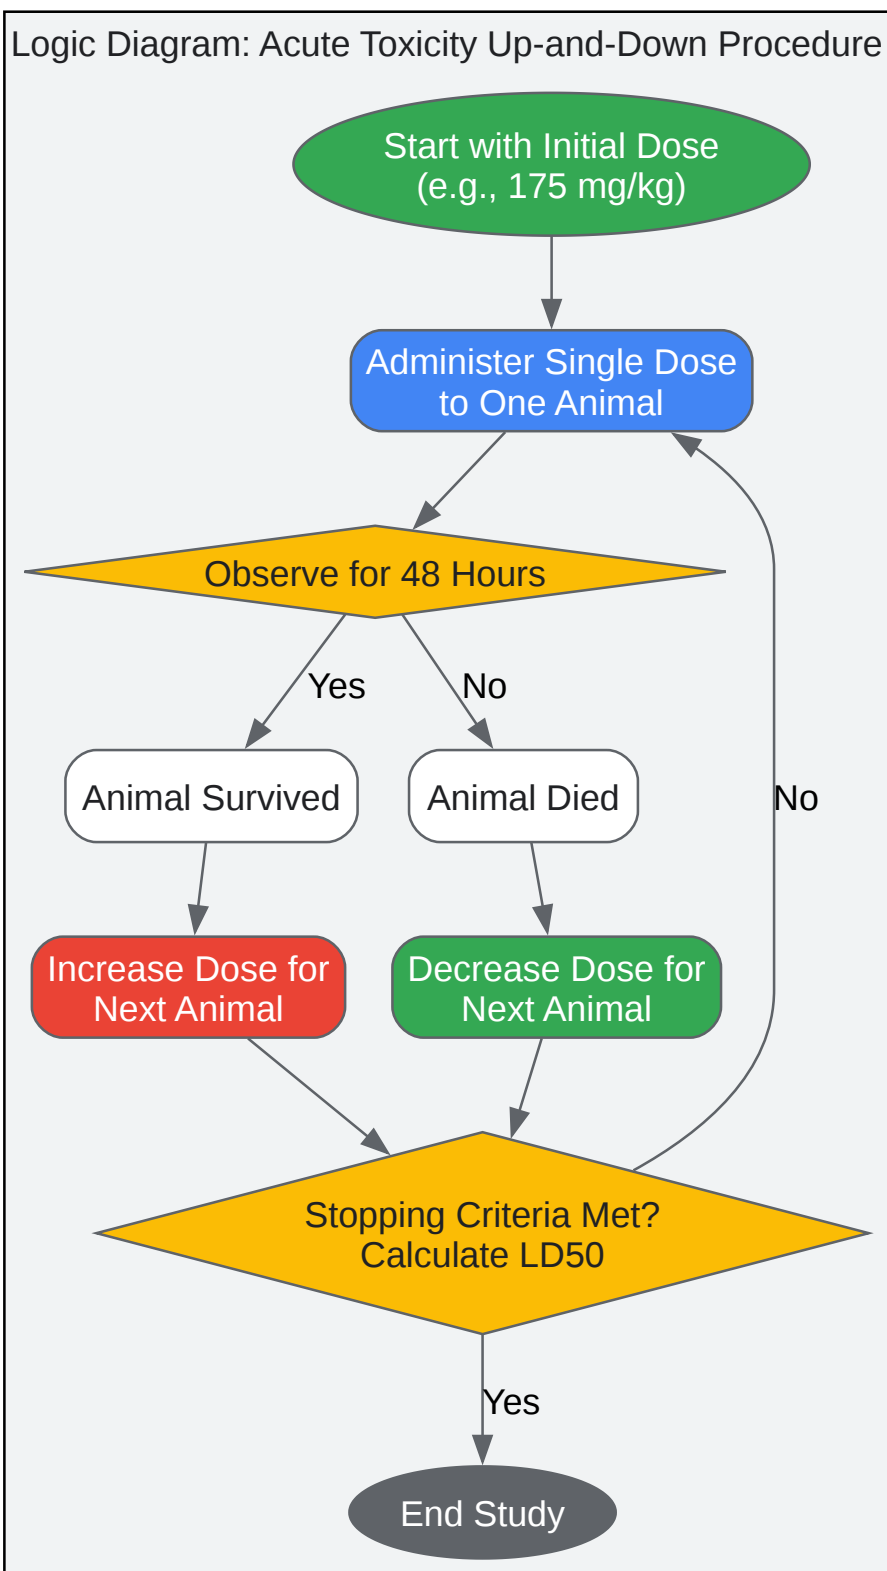 Logic Diagram: Acute Toxicity Up-and-Down Procedure
Start with Initial Dose
(e.g., 175 mg/kg)
Administer Single Dose
to One Animal
Observe for 48 Hours
Yes
No
Animal Survived
Animal Died
No
Increase Dose for
Next Animal
Decrease Dose for
Next Animal
Stopping Criteria Met?
Calculate LD50
Yes
End Study